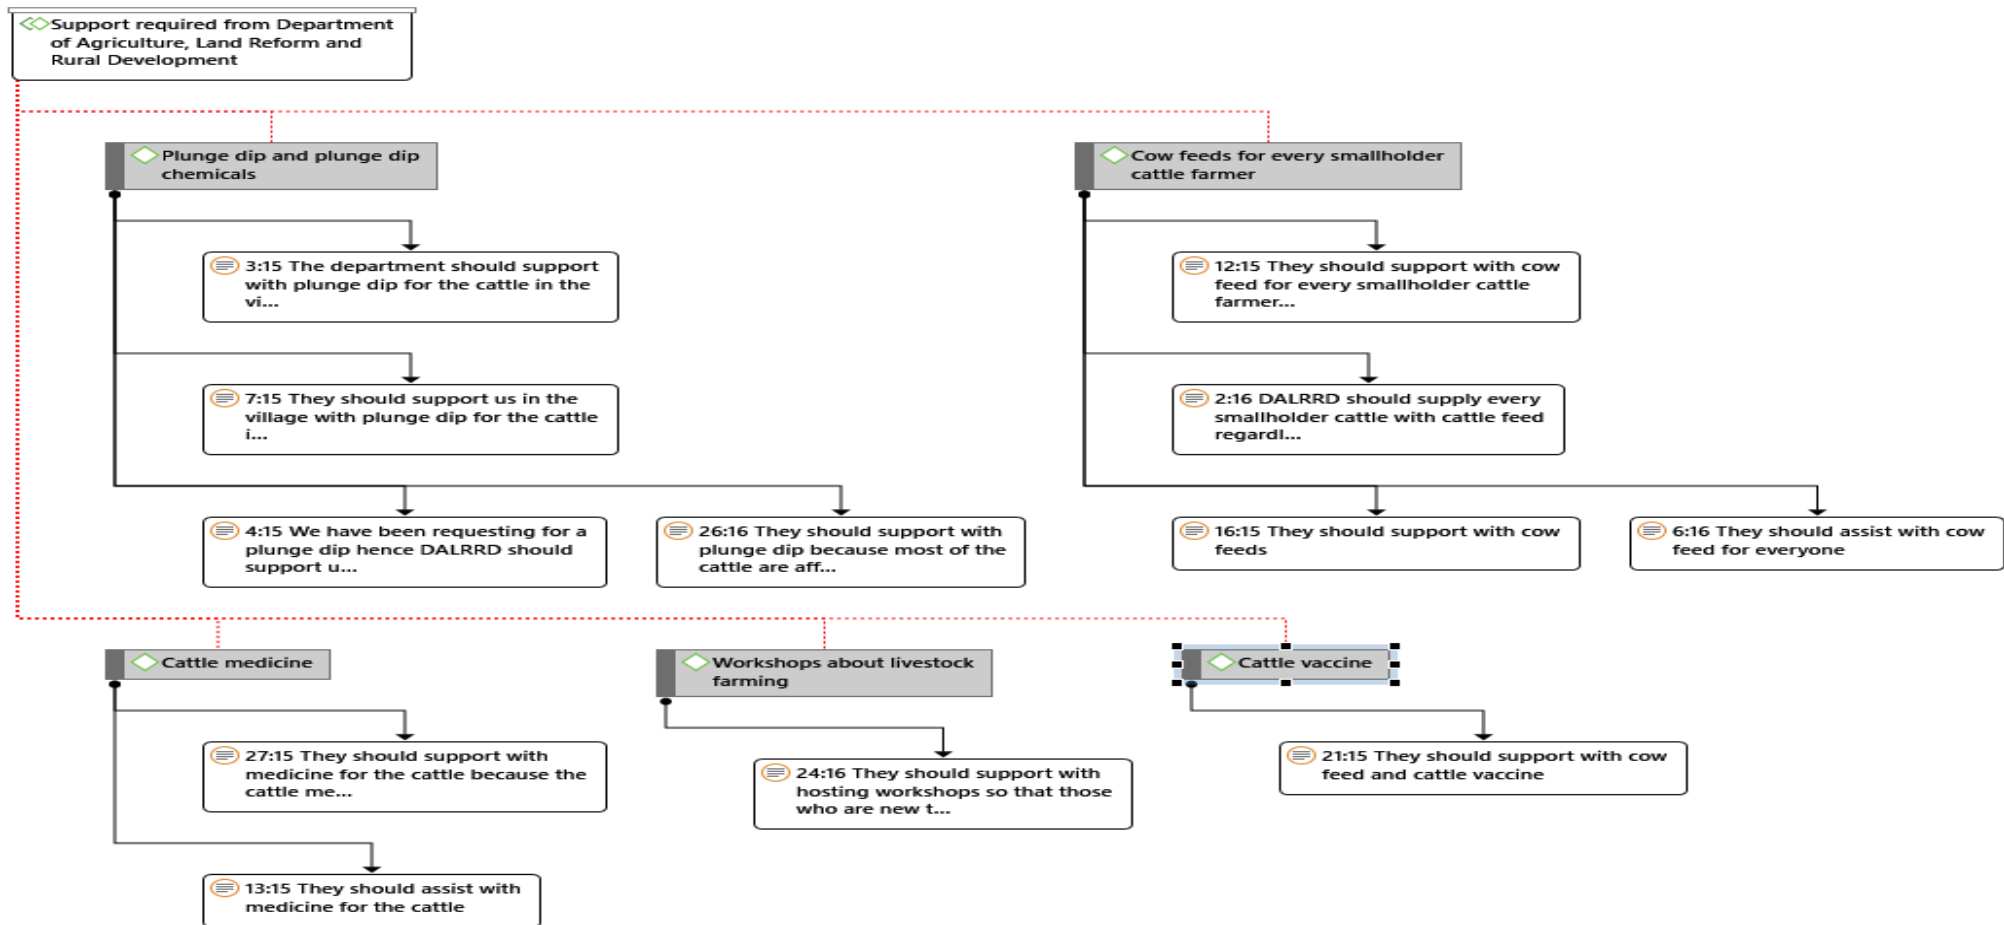 Support required from Department
of Agriculture, Land Reform and
Rural Development
Plunge dip and plunge dip
chemicals
Cow feeds for every smallholder
cattle farmer
3:15 The department should support
with plunge dip for the cattle in the
vi...
12:15 They should support with cow
feed for every smallholder cattle
farmer...
7:15 They should support us in the
village with plunge dip for the cattle
i...
2:16 DALRRD should supply every
smallholder cattle with cattle feed
regardl...
4:15 We have been requesting for a
plunge dip hence DALRRD should
support u...
26:16 They should support with
plunge dip because most of the
cattle are aff...
16:15 They should support with cow
feeds
6:16 They should assist with cow
feed for everyone
Cattle medicine
Workshops about livestock
farming
Cattle vaccine
27:15 They should support with
medicine for the cattle because the
cattle me...
24:16 They should support with
hosting workshops so that those
who are new t...
21:15 They should support with cow
feed and cattle vaccine
13:15 They should assist with
medicine for the cattle